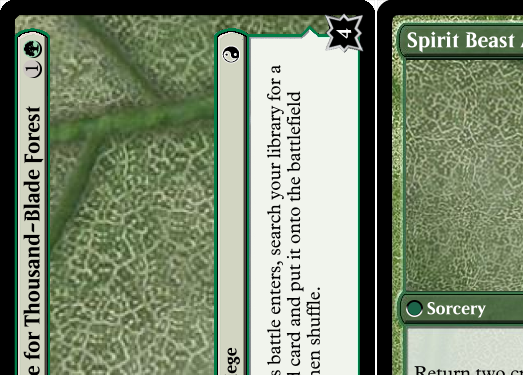 e for Thousand-Blade Forest
1
ege
4
s battle enters, search your library for a
d card and put it onto the battlefield
hen shuffle.
Spirit Beast
Sorcery
Return two